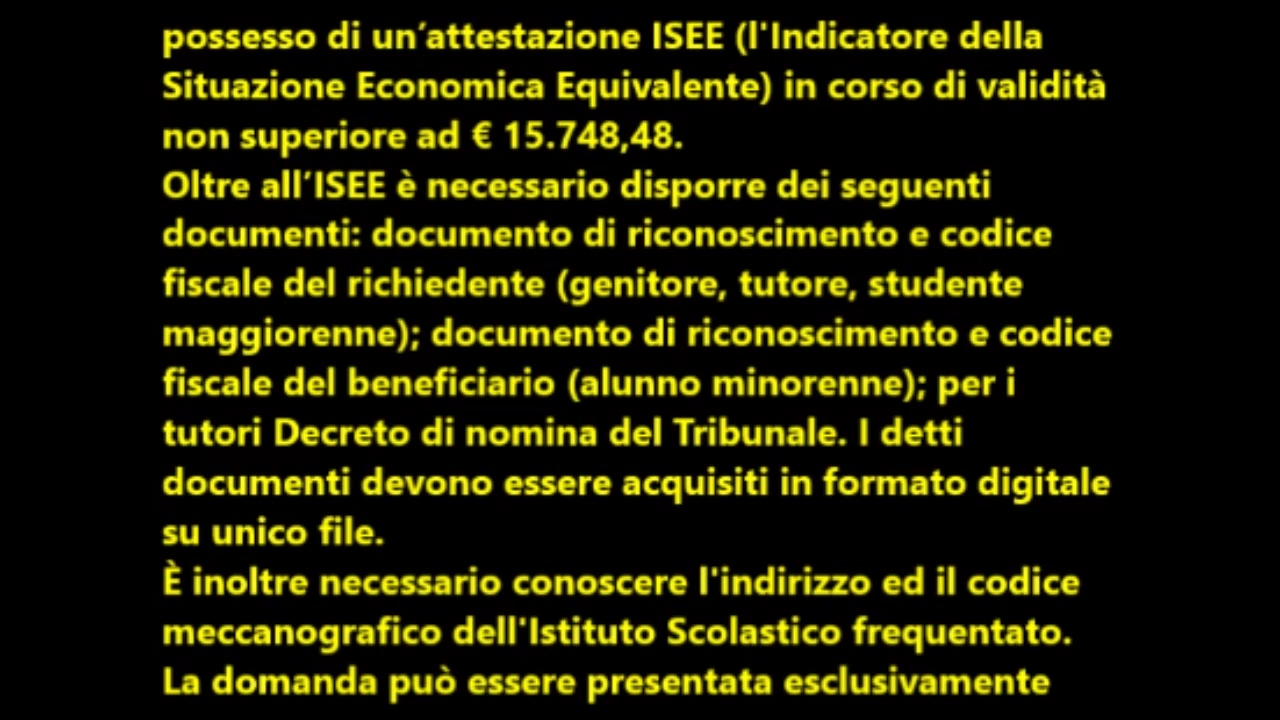 possesso di un’attestazione ISEE (l'Indicatore della
Situazione Economica Equivalente) in corso di validità
non superiore ad € 15.748,48.
Oltre all’ISEE è necessario disporre dei seguenti
documenti: documento di riconoscimento e codice
fiscale del richiedente (genitore, tutore, studente
maggiorenne); documento di riconoscimento e codice
fiscale del beneficiario (alunno minorenne); per i
tutori Decreto di nomina del Tribunale. I detti
documenti devono essere acquisiti in formato digitale
su unico file.
È inoltre necessario conoscere l'indirizzo ed il codice
meccanografico dell'Istituto Scolastico frequentato.
La domanda può essere presentata esclusivamente